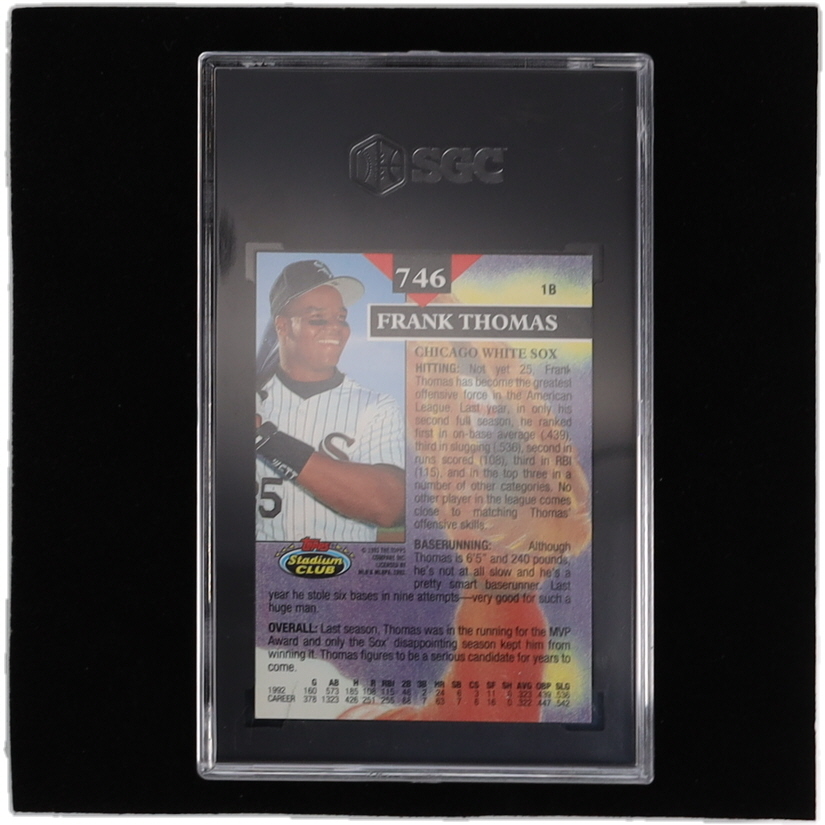 SGC
746
1B
FRANK THOMAS
CHICAGO WHITE SOX
HITTING: Not yet 25, Frank
Thomas has become the greatest
offensive force in the American
League. Last year, in only his
second full season, he ranked
first in on-base average (.439),
third in slugging (.536), second in
runs scored (108), third in RBI
(115), and in the top three in a
number of other categories. No
other player in the league comes
close to matching Thomas'
offensive skills.
S
5
Topps
Stadium
CLUB
COMPANY, INC.
LICENSED BY
BASERUNNING: Although
Thomas is 6'5" and 240 pounds,
he's not at all slow and he's a
pretty smart baserunner. Last
year he stole six bases in nine attempts—very good for such a
huge man.
OVERALL: Last season, Thomas was in the running for the MVP
Award and only the Sox' disappointing season kept him from
winning it. Thomas figures to be a serious candidate for years to
come.
G AB H R RBI 2B 3B HR SB CS SF SH AVG OBP SLG
1992 160 573 185 108 115 46 2 24 6 3 11 0 .323 .439 .536
CAREER 378 1323 426 251 256 7 63 7 .322 .447 .542